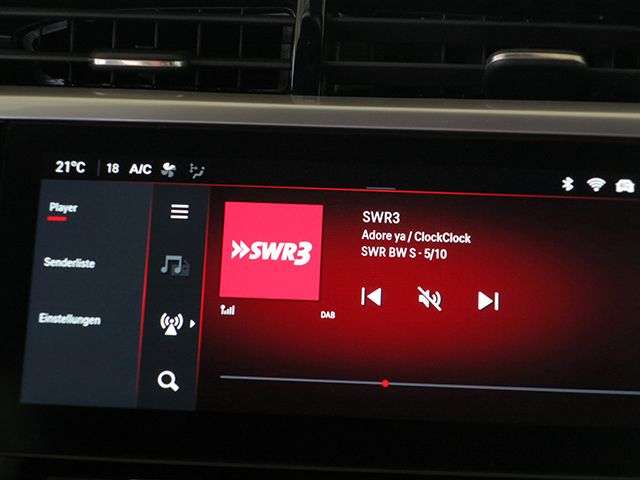 21°C 18 A/C
Player
Senderliste
Einstellungen
SWR3
SWR3
Adore ya / ClockClock
SWR BW S - 5/10
DAB